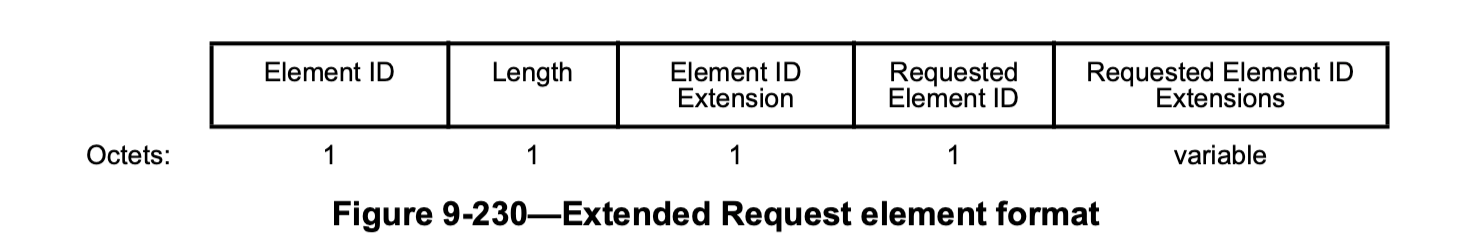 Element ID Length Element ID Requested Requested Element ID
Extension Element ID Extensions
Octets: 1 1 1 1 variable
Figure 9-230—Extended Request element format